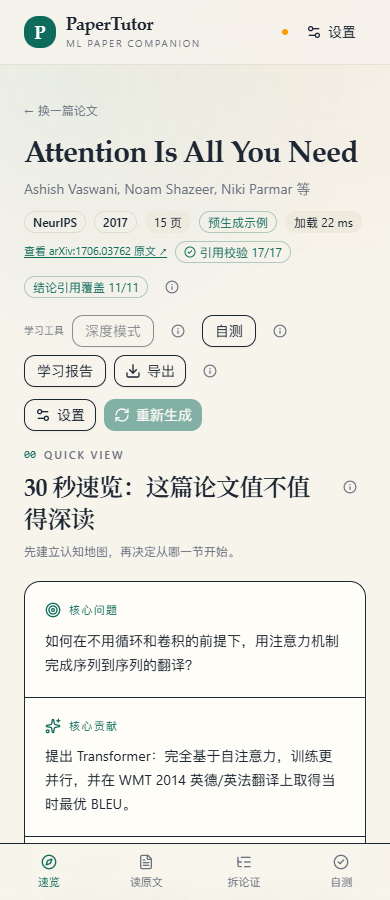 P PaperTutor
ML PAPER COMPANION
设置
← 换一篇论文
Attention Is All You Need
Ashish Vaswani, Noam Shazeer, Niki Parmar 等
NeurIPS 2017 15 页 预生成示例 加载 22 ms
查看 arXiv:1706.03762 原文 ↗ 引用校验 17/17
结论引用覆盖 11/11
学习工具 深度模式 自测
学习报告 导出
设置 重新生成
00 QUICK VIEW
30 秒速览：这篇论文值不值
得深读
先建立认知地图，再决定从哪一节开始。
核心问题
如何在不用循环和卷积的前提下，用注意力机制
完成序列到序列的翻译？
核心贡献
提出 Transformer：完全基于自注意力，训练更
并行，并在 WMT 2014 英德/英法翻译上取得当
时最优 BLEU。
速览 读原文 拆论证 自测